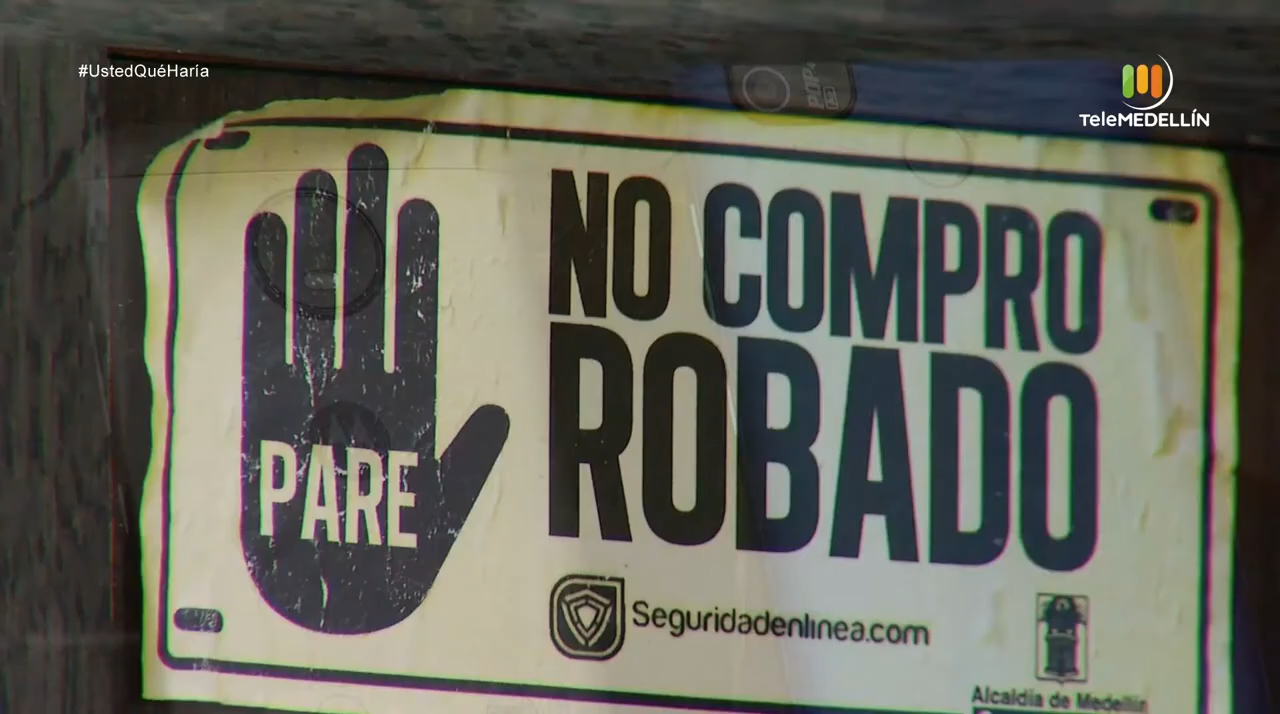 #UstedQuéHaría
TeleMEDELLÍN
NO COMPRO
ROBADO
PARE
Seguridadenlinea.com
Alcaldía de Medellín